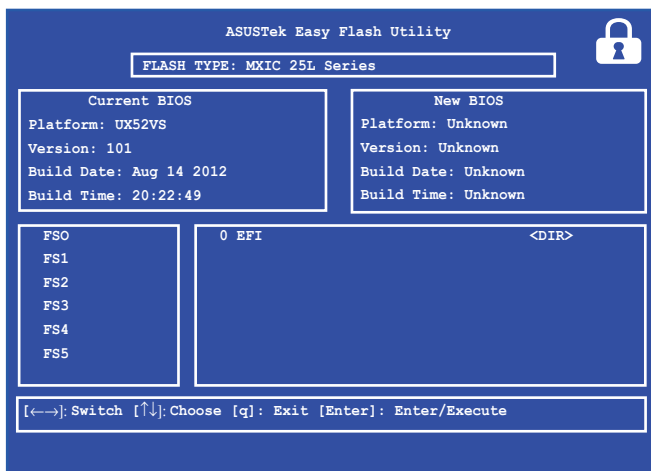 ASUSTek Easy Flash Utility
FLASH TYPE: MXIC 25L Series
Current BIOS
Platform: UX52VS
Version: 101
Build Date: Aug 14 2012
Build Time: 20:22:49
New BIOS
Platform: Unknown
Version: Unknown
Build Date: Unknown
Build Time: Unknown
FSO
FS1
FS2
FS3
FS4
FS5
0 EFI <DIR>
[←→]: Switch [↑↓]: Choose [q]: Exit [Enter]: Enter/Execute